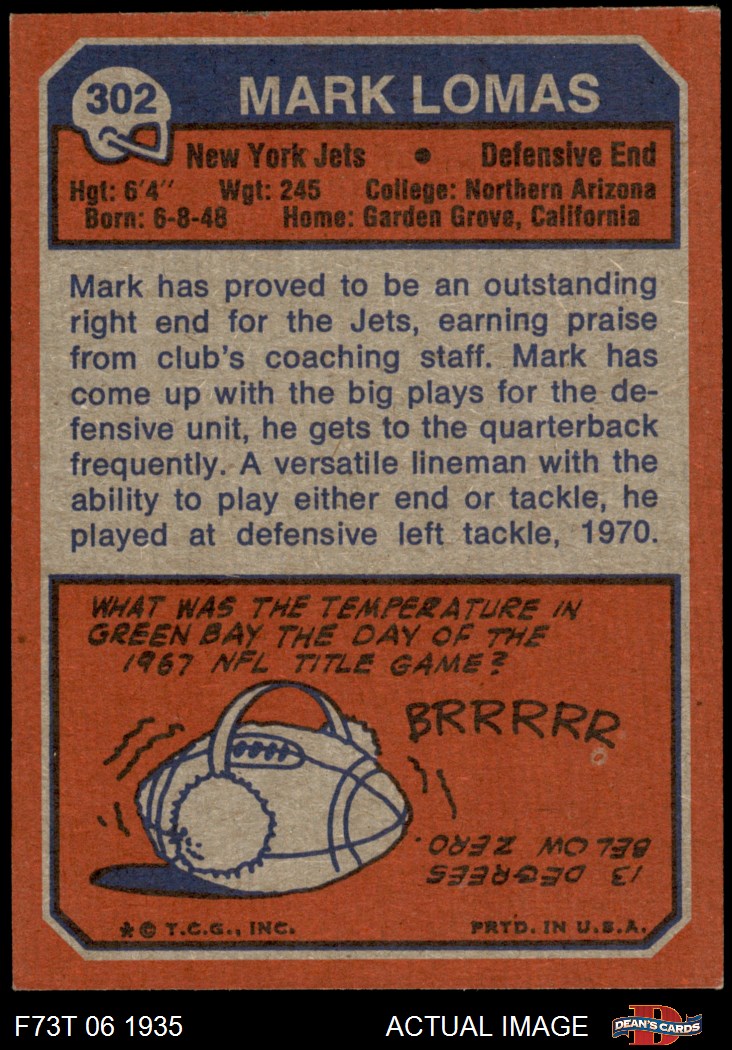 302
MARK LOMAS
New York Jets • Defensive End
Hgt: 6'4" Wgt: 245 College: Northern Arizona
Born: 6-8-48 Home: Garden Grove, California
Mark has proved to be an outstanding
right end for the Jets, earning praise
from club's coaching staff. Mark has
come up with the big plays for the de-
fensive unit, he gets to the quarterback
frequently. A versatile lineman with the
ability to play either end or tackle, he
played at defensive left tackle, 1970.
WHAT WAS THE TEMPERATURE IN
GREEN BAY THE DAY OF THE
1967 NFL TITLE GAME?
BRRRRR
13 DEGREES
BELOW ZERO.
* © T.C.G., INC. PRTD. IN U.S.A.
F73T 06 1935 ACTUAL IMAGE
D
DEAN'S CARDS